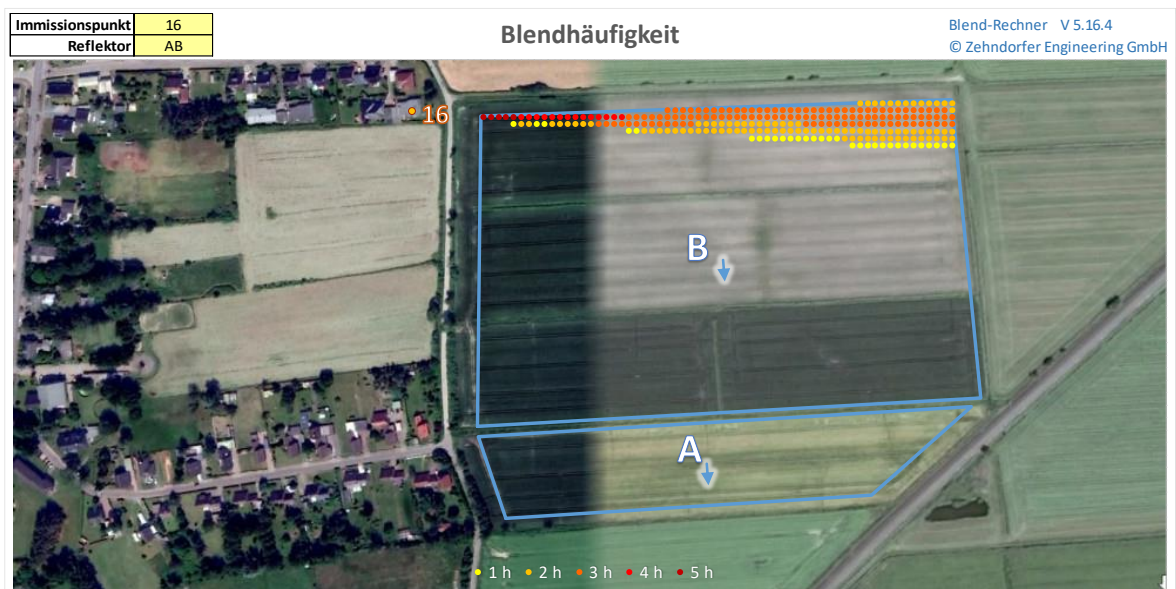 Immissionspunkt 16
Reflektor AB
Blendhäufigkeit
Blend-Rechner V 5.16.4
© Zehndorfer Engineering GmbH
16
B
A
1 h 2 h 3 h 4 h 5 h